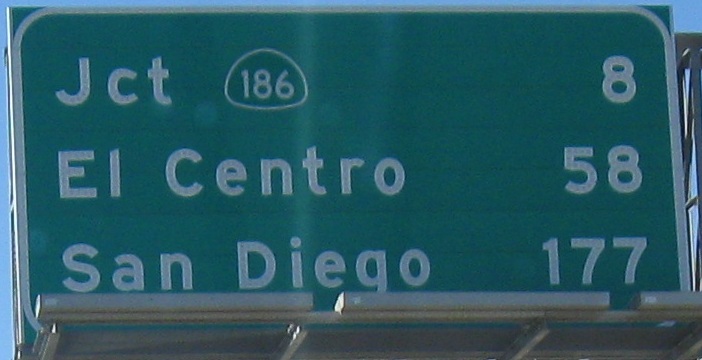 Jct 186 8
El Centro 58
San Diego 177